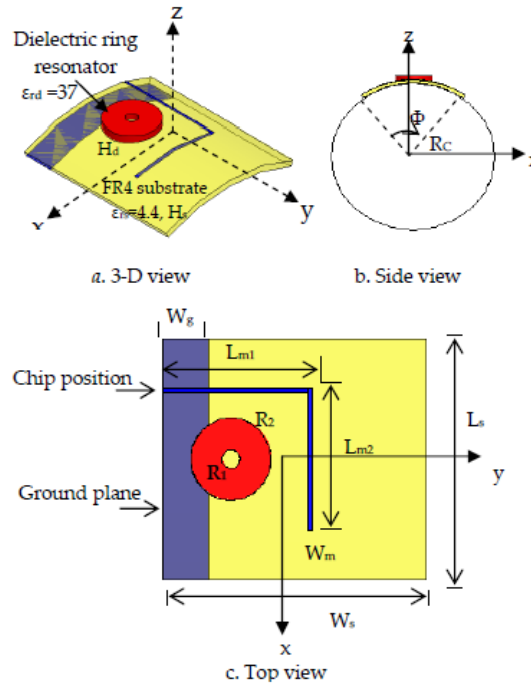 z
Dielectric ring
resonator
εrd =37
Hd
FR4 substrate
εrs=4.4, Hs
x
y
a. 3-D view
z
Φ
RC
b. Side view
Wg
Lm1
Chip position
R2
R1
Lm2
Ls
y
Ground plane
Wm
Ws
x
c. Top view